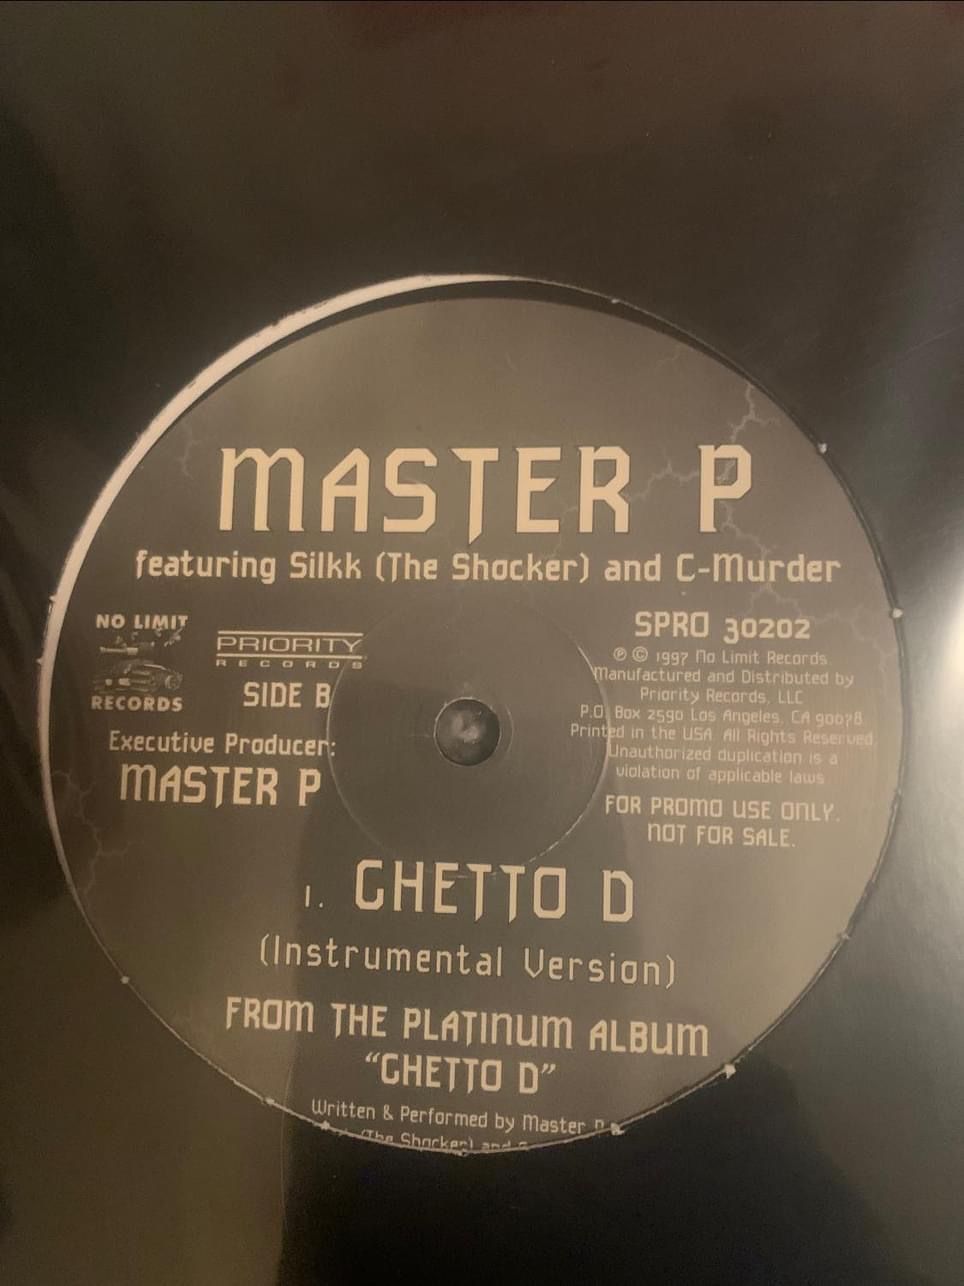 MASTER P
featuring Silkk (The Shocker) and C-Murder
NO LIMIT
RECORDS
PRIORITY
RECORDS
SIDE B
Executive Producer:
MASTER P
SPRO 30202
℗ © 1997 No Limit Records.
Manufactured and Distributed by
Priority Records, LLC
P.O. Box 2590 Los Angeles, CA 90078.
Printed in the USA. All Rights Reserved.
Unauthorized duplication is a
violation of applicable laws
FOR PROMO USE ONLY.
NOT FOR SALE.
1. GHETTO D
(Instrumental Version)
FROM THE PLATINUM ALBUM
“GHETTO D”
Written & Performed by Master P
(The Shocker) and